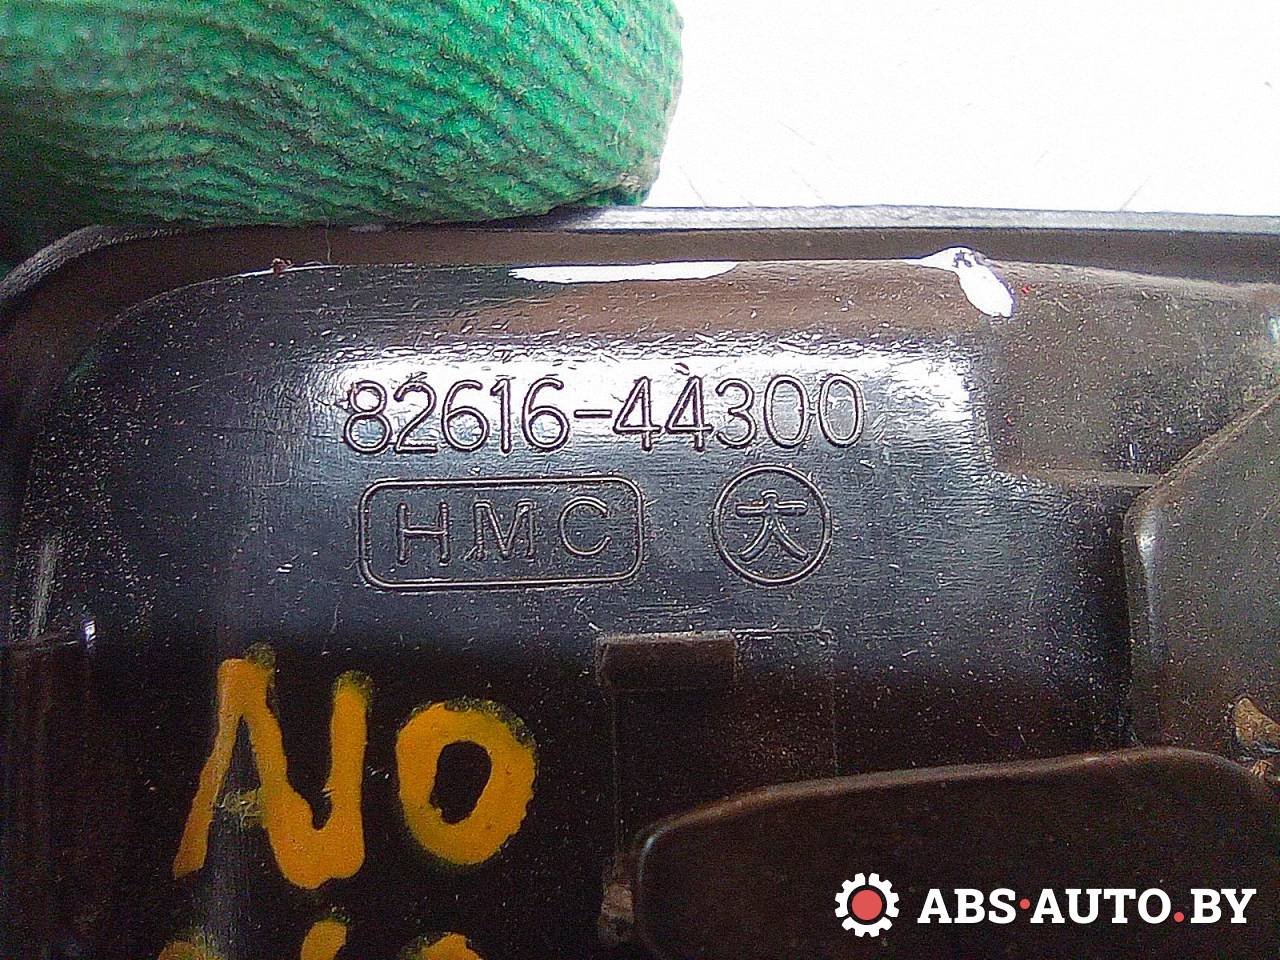 82616-44300
HMC 大
NO
ABS·AUTO.BY